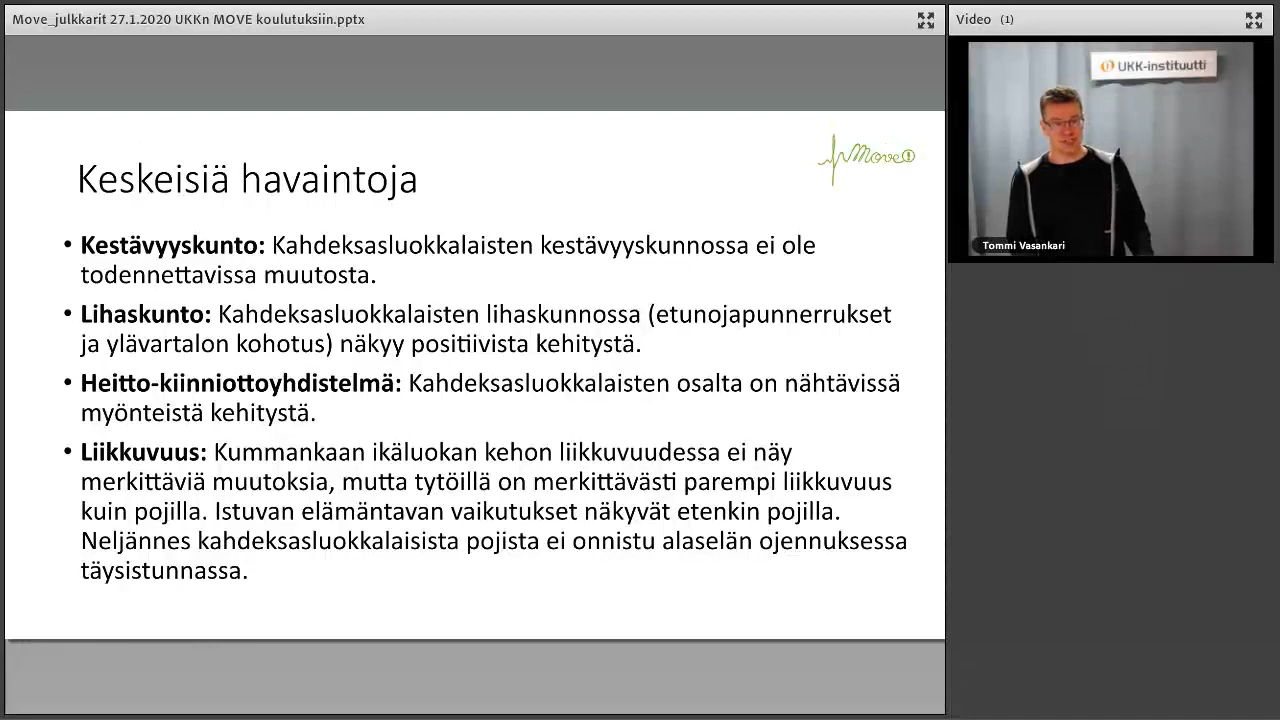 Move_julkkarit 27.1.2020 UKKn MOVE koulutuksiin.pptx
Video (1)
UKK-instituutti
Tommi Vasankari
Move!
Keskeisiä havaintoja
• Kestävyyskunto: Kahdeksasluokkalaisten kestävyyskunnossa ei ole
todennettavissa muutosta.
• Lihaskunto: Kahdeksasluokkalaisten lihaskunnossa (etunojapunnerrukset
ja ylävartalon kohotus) näkyy positiivista kehitystä.
• Heitto-kiinniottoyhdistelmä: Kahdeksasluokkalaisten osalta on nähtävissä
myönteistä kehitystä.
• Liikkuvuus: Kummankaan ikäluokan kehon liikkuvuudessa ei näy
merkittäviä muutoksia, mutta tytöillä on merkittävästi parempi liikkuvuus
kuin pojilla. Istuvan elämäntavan vaikutukset näkyvät etenkin pojilla.
Neljännes kahdeksasluokkalaisista pojista ei onnistu alaselän ojennuksessa
täysistunnassa.